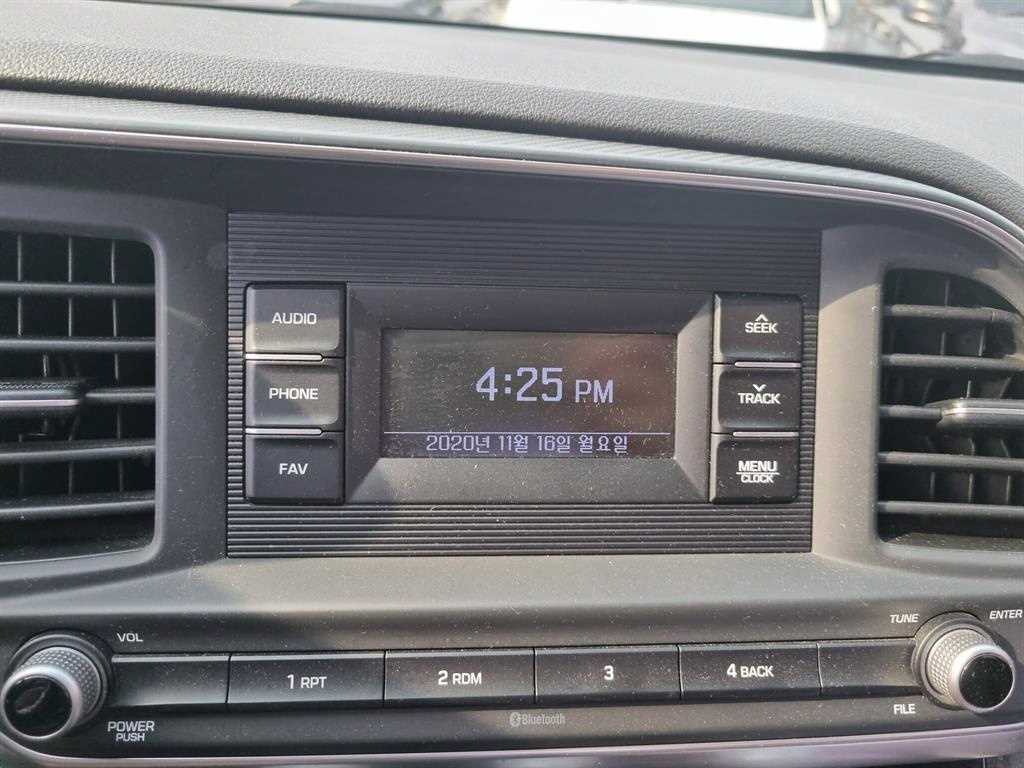 AUDIO
PHONE
FAV
4:25 PM
2020년 11월 16일 월요일
SEEK
TRACK
MENU
CLOCK
VOL
POWER
PUSH
1 RPT
2 RDM
3
4 BACK
Bluetooth
TUNE
ENTER
FILE